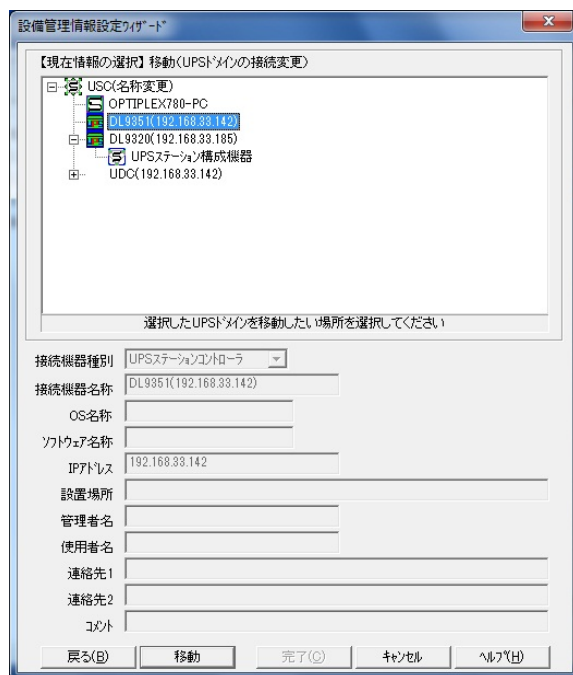 設備管理情報設定ｳｨｻﾞｰﾄﾞ
【現在情報の選択】移動(UPSﾄﾞﾒｲﾝの接続変更)
USC(名称変更)
OPTIPLEX780-PC
DL9351(192.168.33.142)
DL9320(192.168.33.185)
UPSｽﾃｰｼｮﾝ構成機器
UDC(192.168.33.142)
選択したUPSﾄﾞﾒｲﾝを移動したい場所を選択してください
接続機器種別 UPSｽﾃｰｼｮﾝｺﾝﾄﾛｰﾗ
接続機器名称 DL9351(192.168.33.142)
OS名称
ｿﾌﾄｳｪｱ名称
IPｱﾄﾞﾚｽ 192.168.33.142
設置場所
管理者名
使用者名
連絡先1
連絡先2
ｺﾒﾝﾄ
戻る(B) 移動 完了(C) ｷｬﾝｾﾙ ﾍﾙﾌﾟ(H)